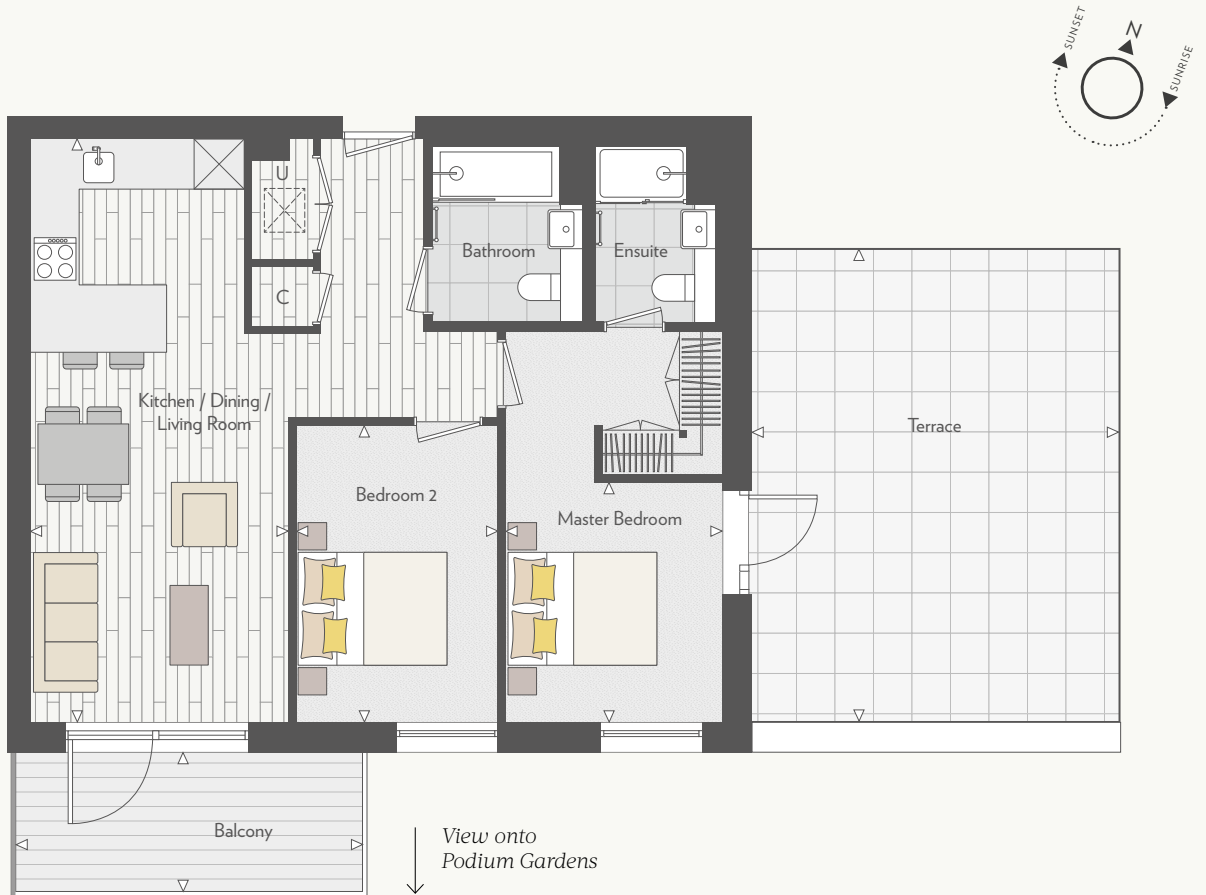 SUNSET
N
SUNRISE
U
Bathroom
Ensuite
C
Kitchen / Dining /
Living Room
Terrace
Bedroom 2
Master Bedroom
Balcony
View onto
Podium Gardens